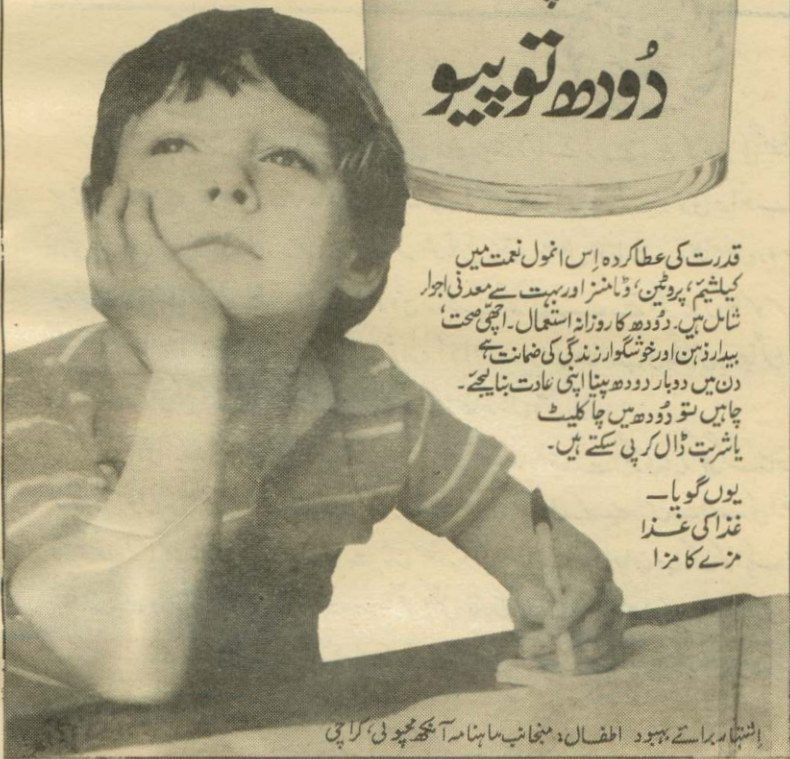 دُودھ تو پیو
قدرت کی عطا کردہ اِس انمول نعمت میں
کیلشیم، پروٹین، وٹامنز اور بہت سے معدنی اجزار
شامل ہیں۔ دُودھ کا روزانہ استعمال۔ اچھی صحت،
بیدار ذہن اور خوشگوار زندگی کی ضمانت ہے
دن میں دوبار دودھ پینا اپنی عادت بنا لیجئے۔
چاہیں تو دُودھ میں چاکلیٹ
یا شربت ڈال کر پی سکتے ہیں۔
یوں گویا—
غذا کی غذا
مزے کا مزا
اِشتہار برائے بہبود اطفال: منجانب ماہنامہ آنکھ مچولی، کراچی